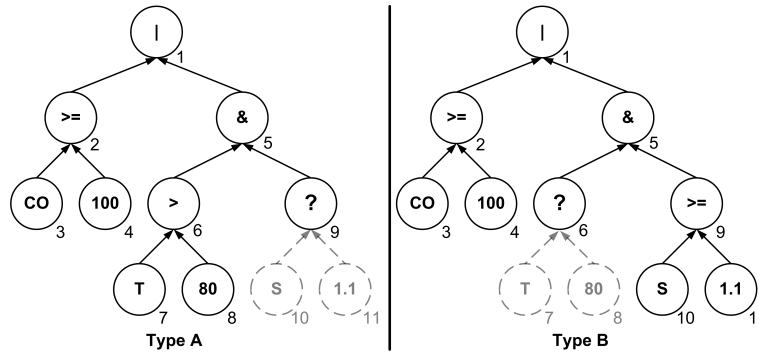 | |
1 1
>= & >= &
2 5 2 5
CO 100 > ? CO 100 ? >=
3 4 6 9 3 4 6 9
T 80 S 1.1 T 80 S 1.1
7 8 10 11 7 8 10 1
Type A Type B